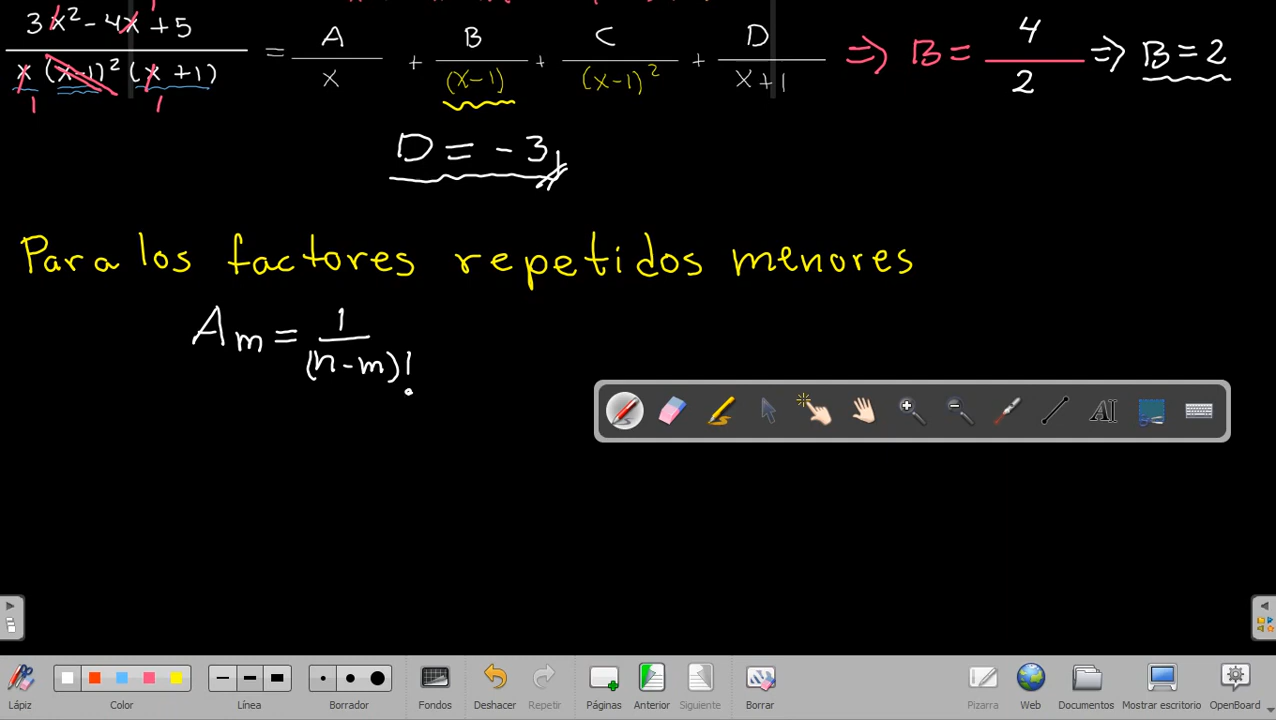 3x² - 4x + 5 / x (x-1)² (x+1) = A / x + B / (x-1) + C / (x-1)² + D / x+1 ⇒ B = 4 / 2 ⇒ B = 2
D = -3
Para los factores repetidos menores
Am = 1 / (n-m)!
AI
Lápiz Color Línea Borrador Fondos Deshacer Repetir Páginas Anterior Siguiente Borrar Pizarra Web Documentos Mostrar escritorio OpenBoard